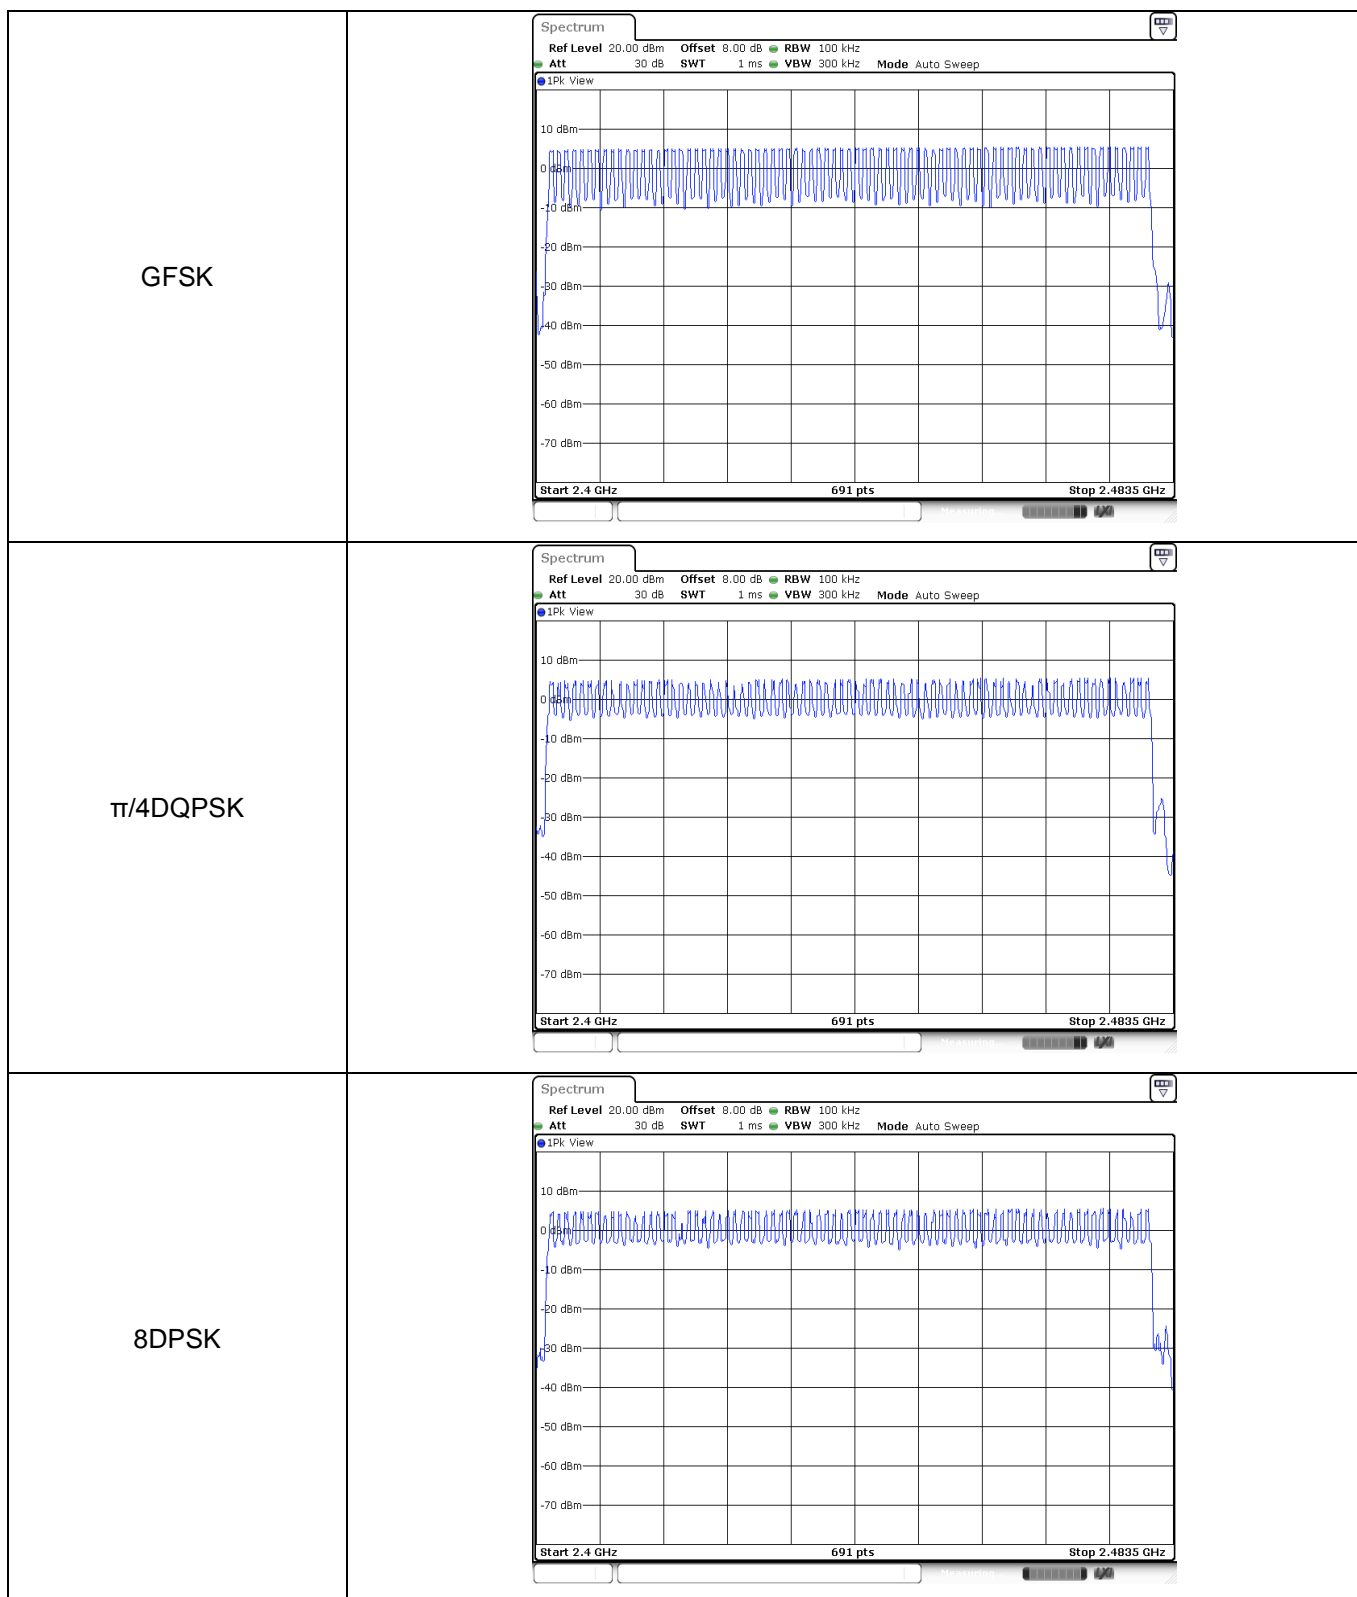 GFSK
Spectrum
Ref Level 20.00 dBm Offset 8.00 dB RBW 100 kHz
Att 30 dB SWT 1 ms VBW 300 kHz Mode Auto Sweep
1Pk View
10 dBm
0 dBm
-10 dBm
-20 dBm
-30 dBm
-40 dBm
-50 dBm
-60 dBm
-70 dBm
Start 2.4 GHz 691 pts Stop 2.4835 GHz
Measuring...
π/4DQPSK
Spectrum
Ref Level 20.00 dBm Offset 8.00 dB RBW 100 kHz
Att 30 dB SWT 1 ms VBW 300 kHz Mode Auto Sweep
1Pk View
10 dBm
0 dBm
-10 dBm
-20 dBm
-30 dBm
-40 dBm
-50 dBm
-60 dBm
-70 dBm
Start 2.4 GHz 691 pts Stop 2.4835 GHz
Measuring...
8DPSK
Spectrum
Ref Level 20.00 dBm Offset 8.00 dB RBW 100 kHz
Att 30 dB SWT 1 ms VBW 300 kHz Mode Auto Sweep
1Pk View
10 dBm
0 dBm
-10 dBm
-20 dBm
-30 dBm
-40 dBm
-50 dBm
-60 dBm
-70 dBm
Start 2.4 GHz 691 pts Stop 2.4835 GHz
Measuring...